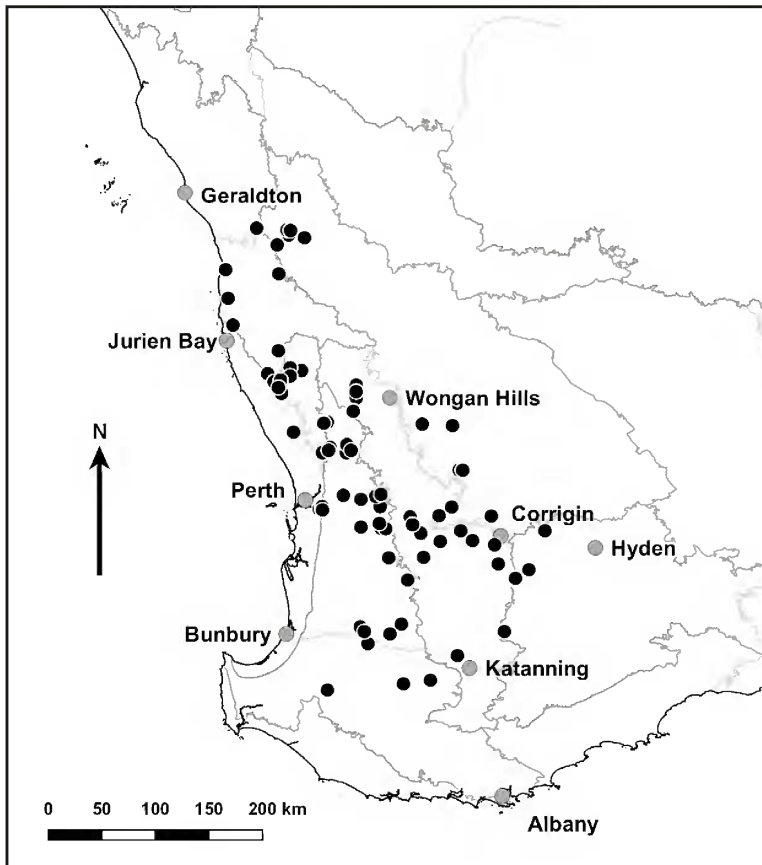 Geraldton
Jurien Bay
Wongan Hills
N
Perth
Corrigin
Hyden
Bunbury
Katanning
0 50 100 150 200 km
Albany